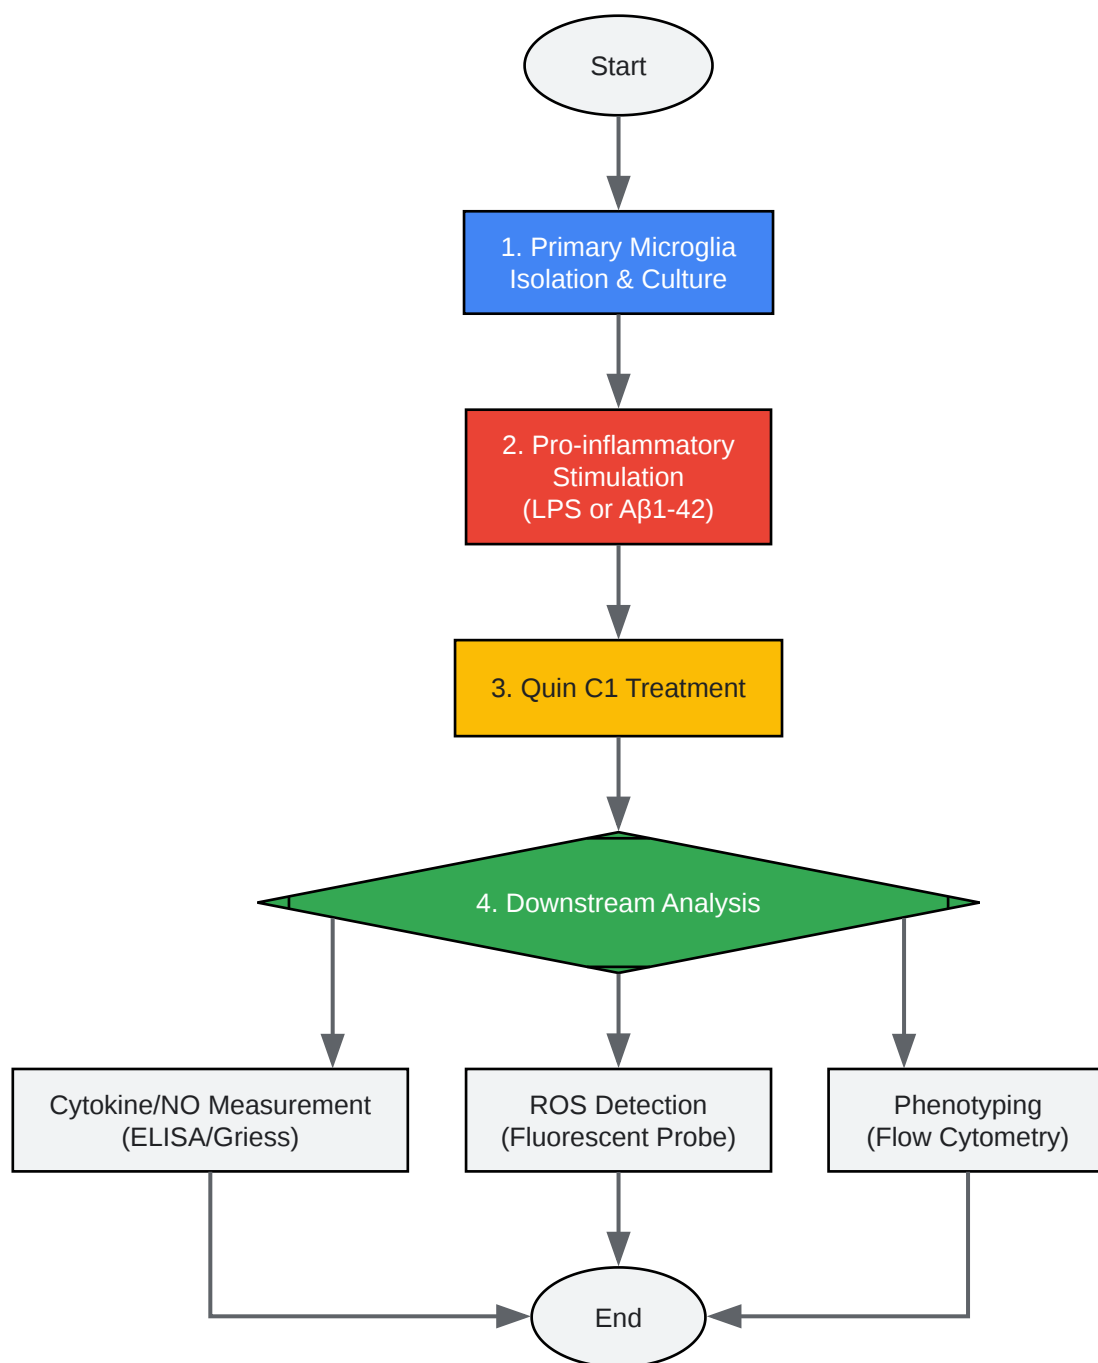 Start
1. Primary Microglia
Isolation & Culture
2. Pro-inflammatory
Stimulation
(LPS or Aβ1-42)
3. Quin C1 Treatment
4. Downstream Analysis
Cytokine/NO Measurement
(ELISA/Griess)
ROS Detection
(Fluorescent Probe)
Phenotyping
(Flow Cytometry)
End